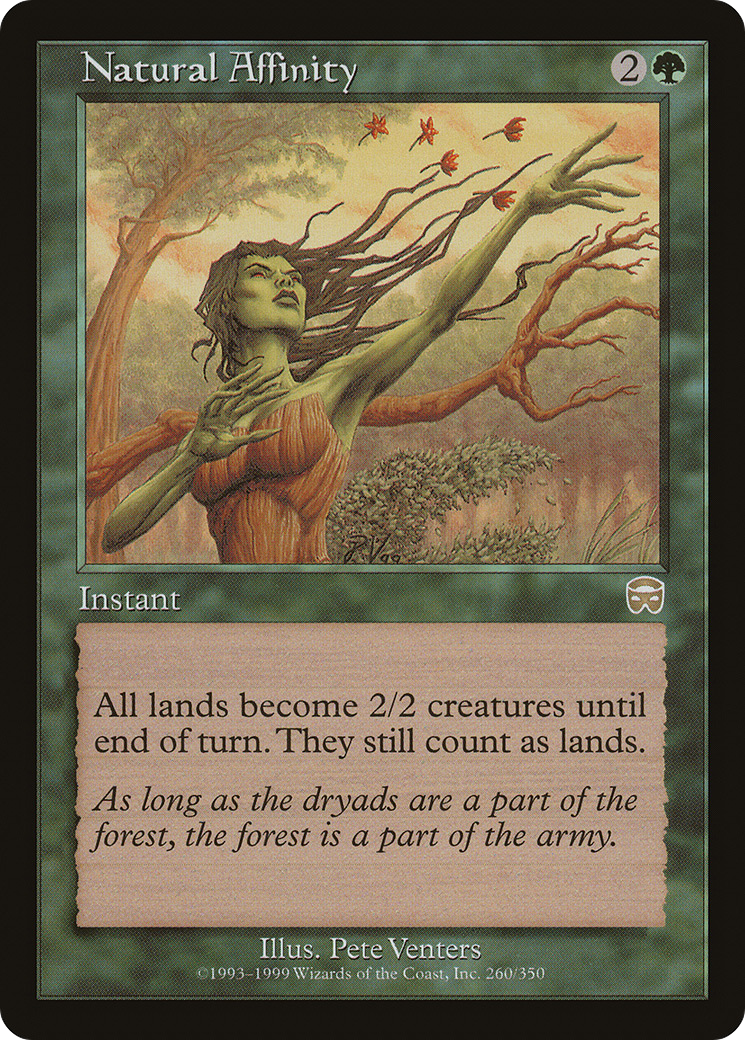 Natural Affinity 2
Instant
All lands become 2/2 creatures until
end of turn. They still count as lands.
As long as the dryads are a part of the
forest, the forest is a part of the army.
Illus. Pete Venters
©1993–1999 Wizards of the Coast, Inc. 260/350